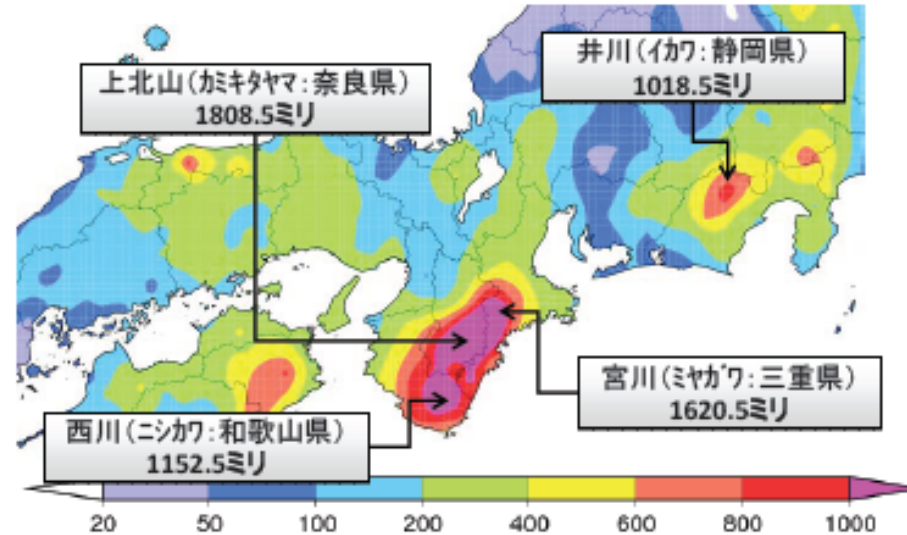 上北山(ｶﾐｷﾀﾔﾏ:奈良県)
1808.5ミリ
井川(ｲｶﾜ:静岡県)
1018.5ミリ
宮川(ﾐﾔｶﾞﾜ:三重県)
1620.5ミリ
西川(ﾆｼｶﾜ:和歌山県)
1152.5ミリ
20 50 100 200 400 600 800 1000